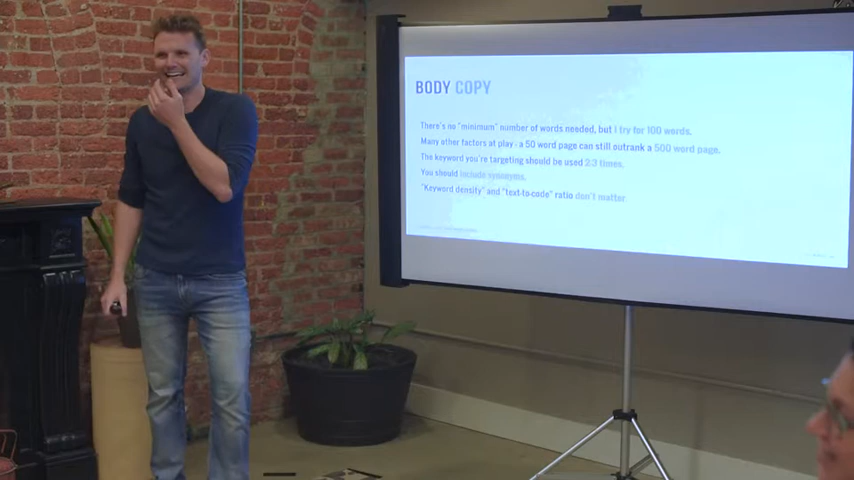 BODY COPY
There's no "minimum" number of words needed, but I try for 100 words.
Many other factors at play - a 50 word page can still outrank a 500 word page.
The keyword you're targeting should be used 2-3 times.
You should include synonyms.
"Keyword density" and "text-to-code" ratio don't matter